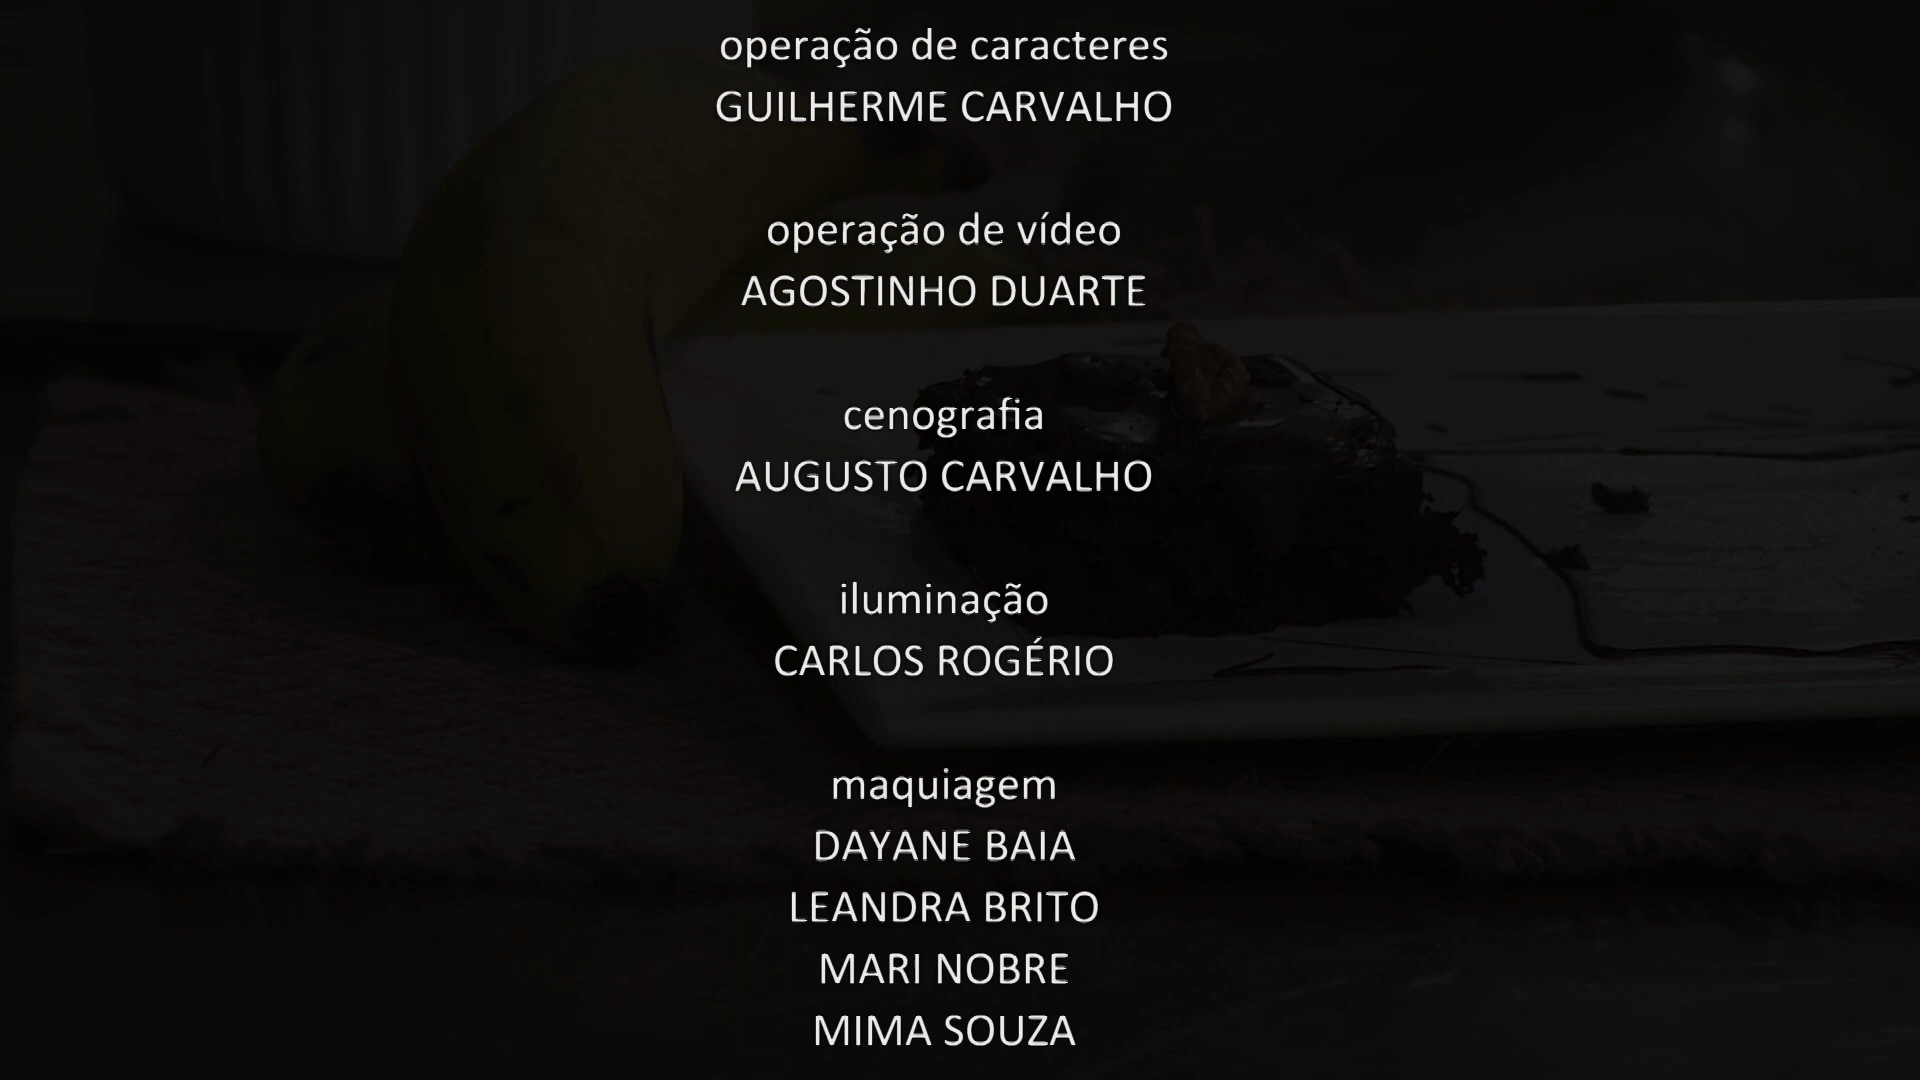 operação de caracteres
GUILHERME CARVALHO
operação de vídeo
AGOSTINHO DUARTE
cenografia
AUGUSTO CARVALHO
iluminação
CARLOS ROGÉRIO
maquiagem
DAYANE BAIA
LEANDRA BRITO
MARI NOBRE
MIMA SOUZA